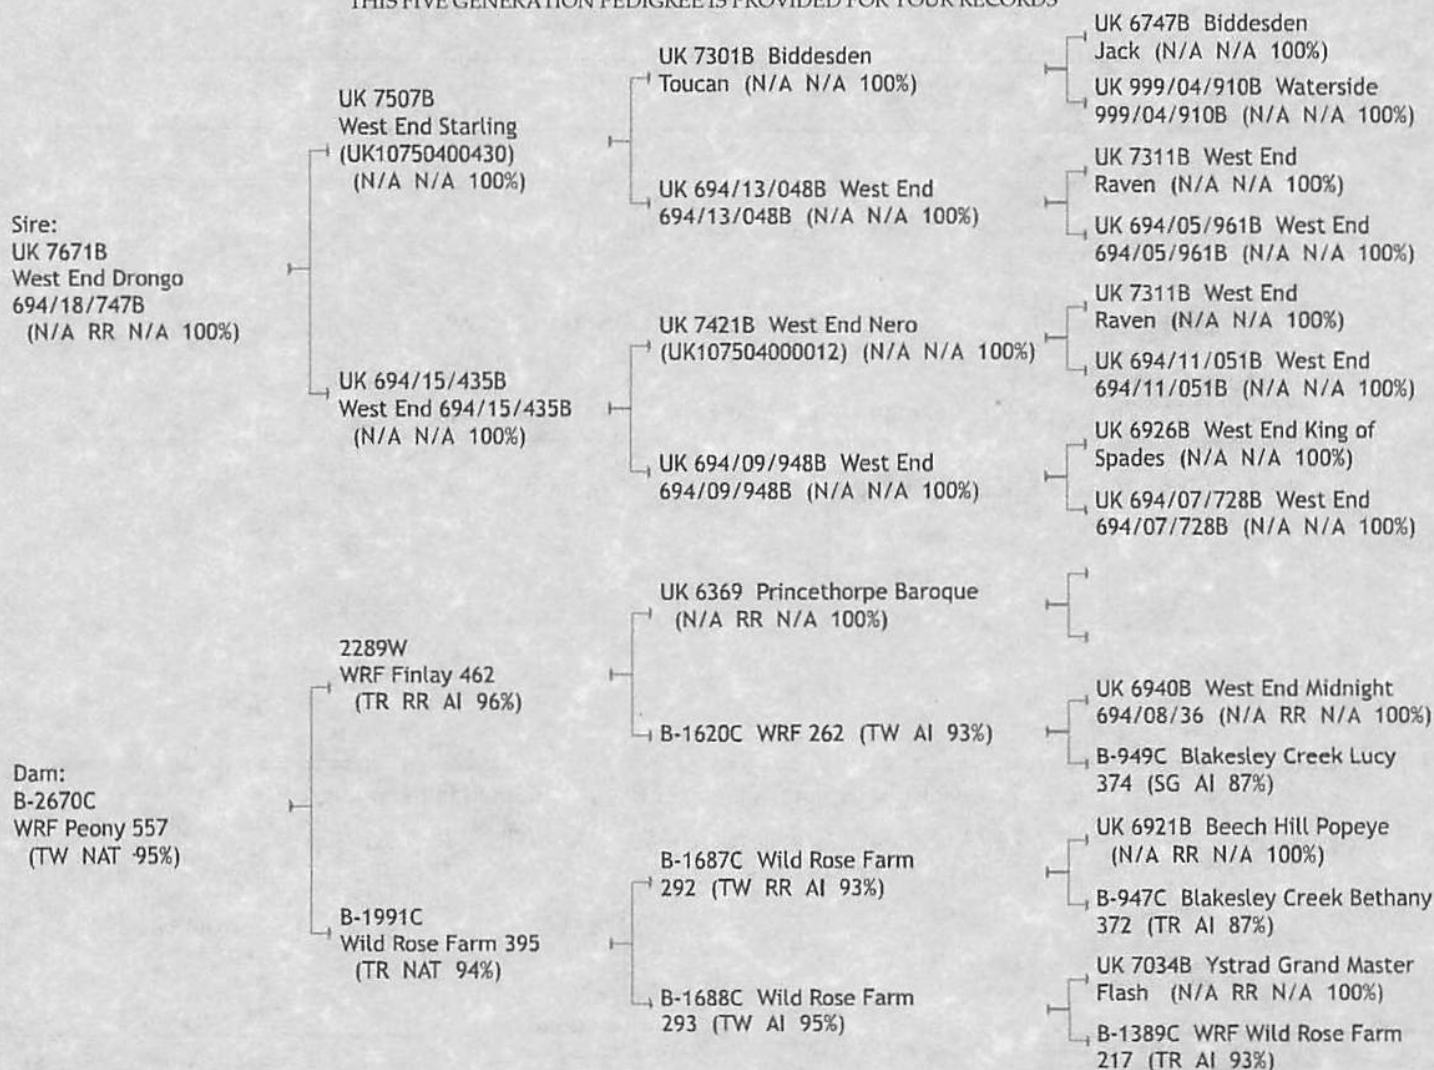 THIS FIVE GENERATION PEDIGREE IS PROVIDED FOR YOUR RECORDS
Sire:
UK 7671B
West End Drongo
694/18/747B
(N/A RR N/A 100%)
UK 7507B
West End Starling
(UK10750400430)
(N/A N/A 100%)
UK 694/15/435B
West End 694/15/435B
(N/A N/A 100%)
UK 7301B Biddesden
Toucan (N/A N/A 100%)
UK 694/13/048B West End
694/13/048B (N/A N/A 100%)
UK 7421B West End Nero
(UK107504000012) (N/A N/A 100%)
UK 694/09/948B West End
694/09/948B (N/A N/A 100%)
UK 6747B Biddesden
Jack (N/A N/A 100%)
UK 999/04/910B Waterside
999/04/910B (N/A N/A 100%)
UK 7311B West End
Raven (N/A N/A 100%)
UK 694/05/961B West End
694/05/961B (N/A N/A 100%)
UK 7311B West End
Raven (N/A N/A 100%)
UK 694/11/051B West End
694/11/051B (N/A N/A 100%)
UK 6926B West End King of
Spades (N/A N/A 100%)
UK 694/07/728B West End
694/07/728B (N/A N/A 100%)
Dam:
B-2670C
WRF Peony 557
(TW NAT 95%)
2289W
WRF Finlay 462
(TR RR AI 96%)
B-1991C
Wild Rose Farm 395
(TR NAT 94%)
UK 6369 Princethorpe Baroque
(N/A RR N/A 100%)
B-1620C WRF 262 (TW AI 93%)
B-1687C Wild Rose Farm
292 (TW RR AI 93%)
B-1688C Wild Rose Farm
293 (TW AI 95%)
UK 6940B West End Midnight
694/08/36 (N/A RR N/A 100%)
B-949C Blakesley Creek Lucy
374 (SG AI 87%)
UK 6921B Beech Hill Popeye
(N/A RR N/A 100%)
B-947C Blakesley Creek Bethany
372 (TR AI 87%)
UK 7034B Ystrad Grand Master
Flash (N/A RR N/A 100%)
B-1389C WRF Wild Rose Farm
217 (TR AI 93%)